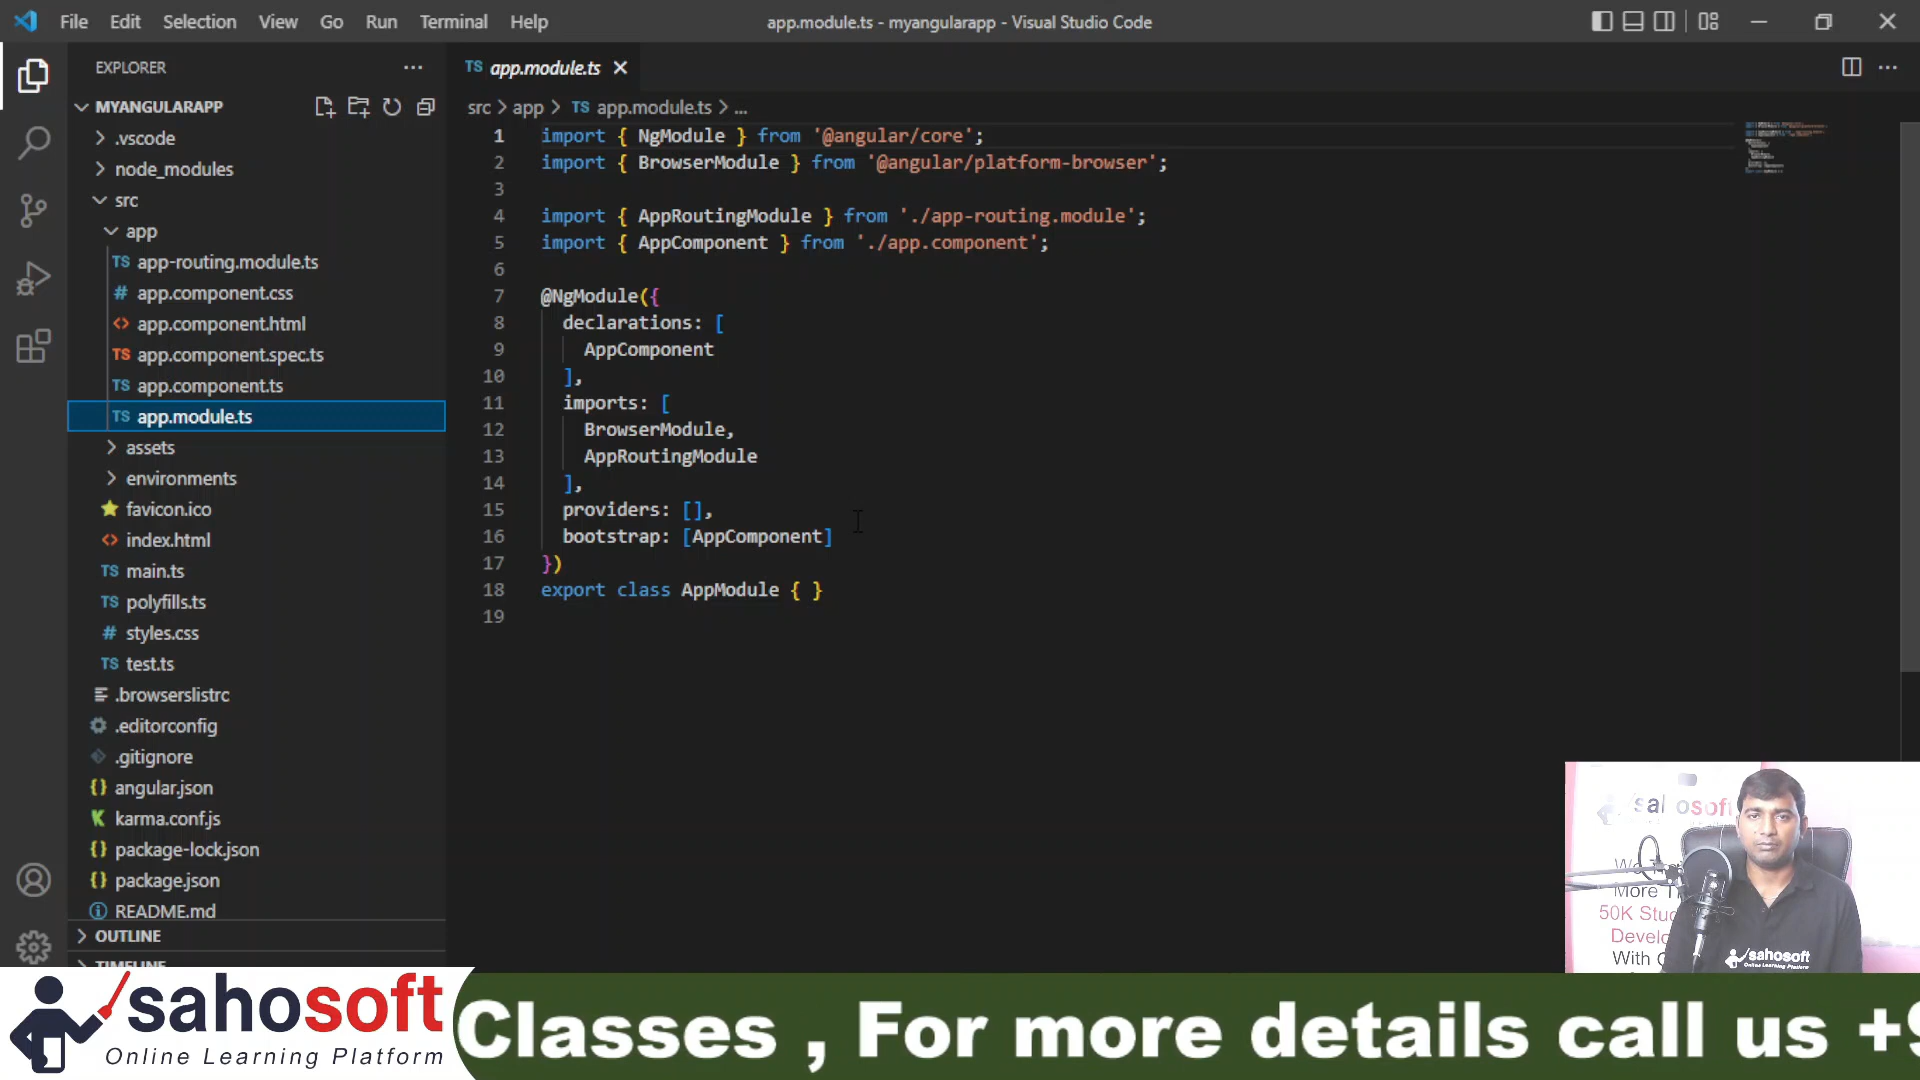 File Edit Selection View Go Run Terminal Help
app.module.ts - myangularapp - Visual Studio Code
EXPLORER
MYANGULARAPP
.vscode
node_modules
src
app
TS app-routing.module.ts
# app.component.css
<> app.component.html
TS app.component.spec.ts
TS app.component.ts
TS app.module.ts
assets
environments
favicon.ico
<> index.html
TS main.ts
TS polyfills.ts
# styles.css
TS test.ts
.browserslistrc
.editorconfig
.gitignore
{} angular.json
karma.conf.js
{} package-lock.json
{} package.json
README.md
OUTLINE
TIMELINE
TS app.module.ts
src > app > TS app.module.ts > ...
1 import { NgModule } from '@angular/core';
2 import { BrowserModule } from '@angular/platform-browser';
3
4 import { AppRoutingModule } from './app-routing.module';
5 import { AppComponent } from './app.component';
6
7 @NgModule({
8 declarations: [
9 AppComponent
10 ],
11 imports: [
12 BrowserModule,
13 AppRoutingModule
14 ],
15 providers: [],
16 bootstrap: [AppComponent]
17 })
18 export class AppModule { }
19
sahosoft
More
50K
With
sahosoft
Online Learning Platform
sahosoft
Online Learning Platform
Classes , For more details call us +9